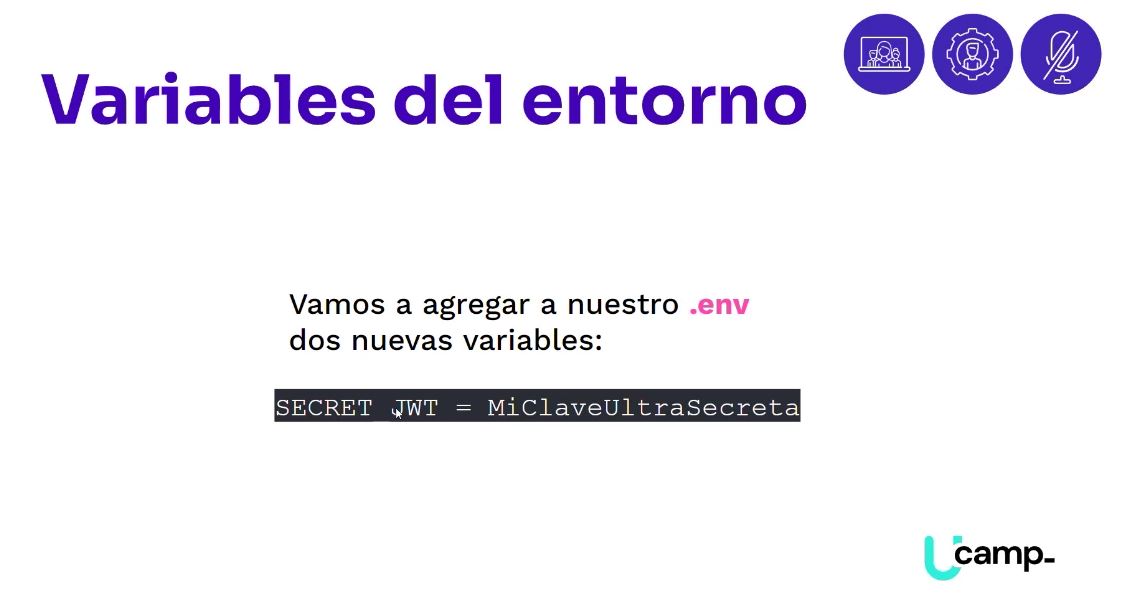 Variables del entorno
Vamos a agregar a nuestro .env
dos nuevas variables:
SECRET_JWT = MiClaveUltraSecreta
Ucamp-